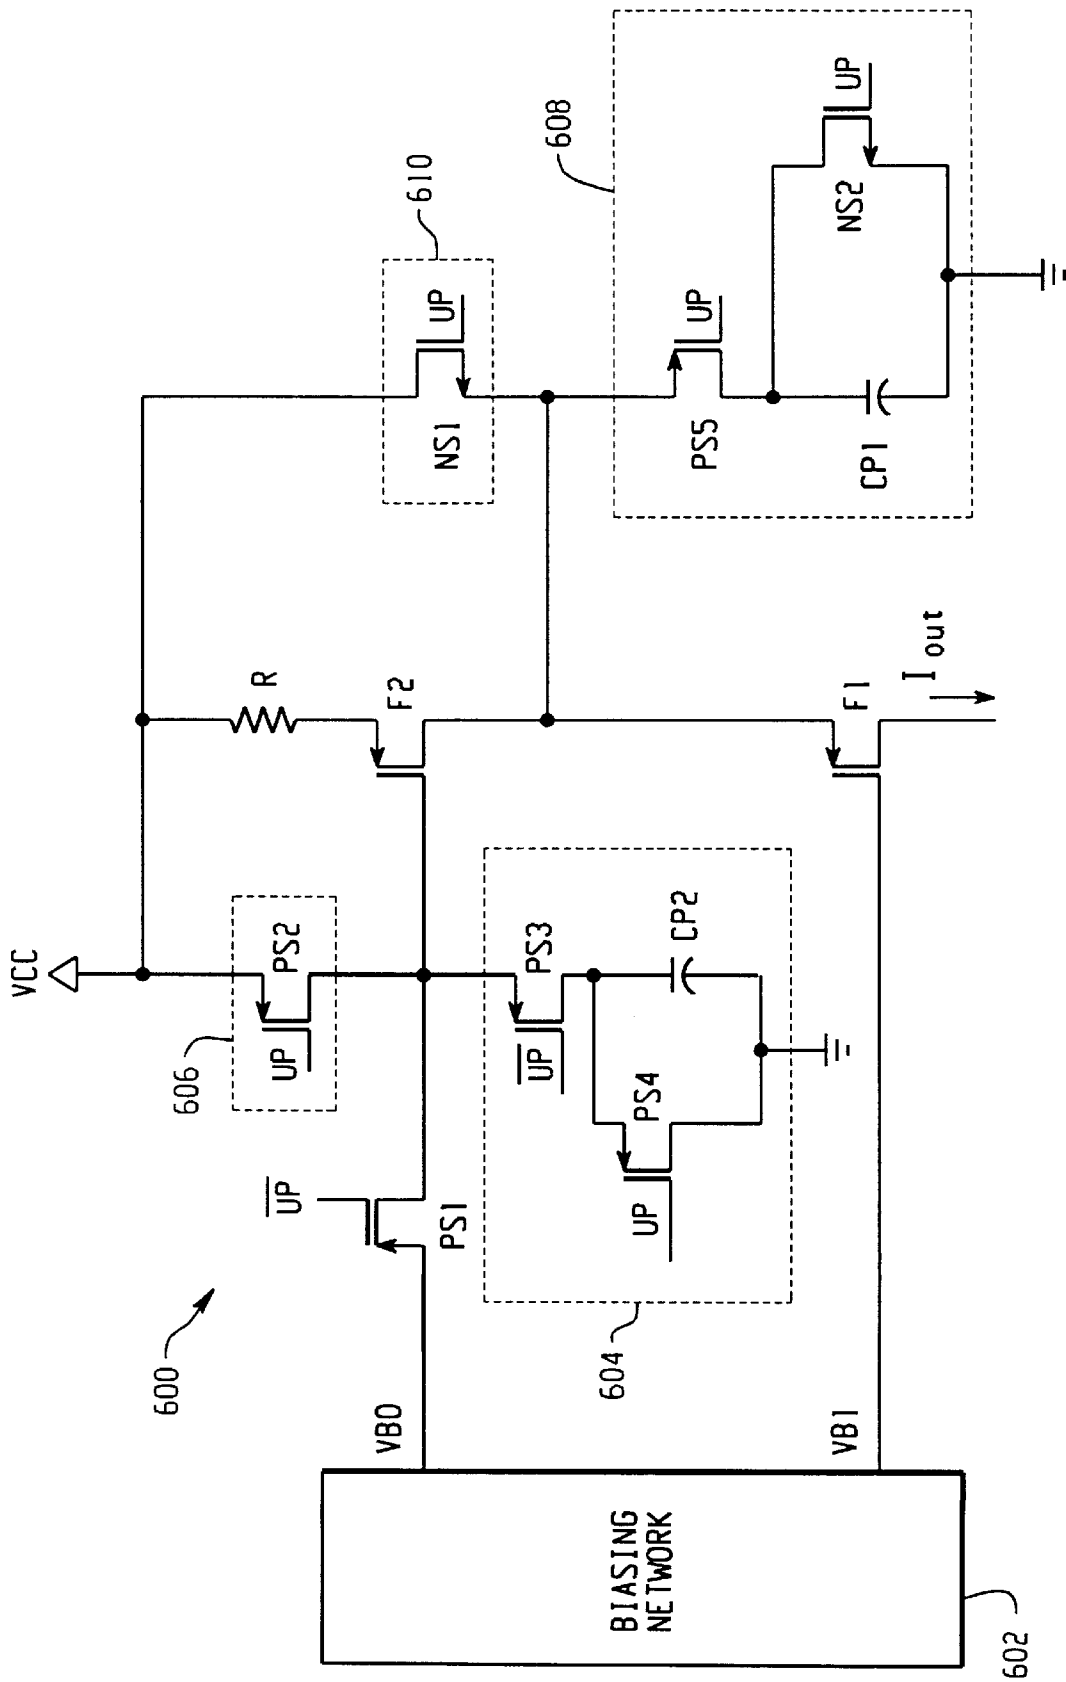 VCC
600
606
UP
PS2
R
610
NS1
UP
608
UP
PS1
VB0
F2
UP
PS3
PS4
UP
CP2
604
PS5
UP
NS2
UP
CP1
F1
Iout
VB1
BIASING
NETWORK
602